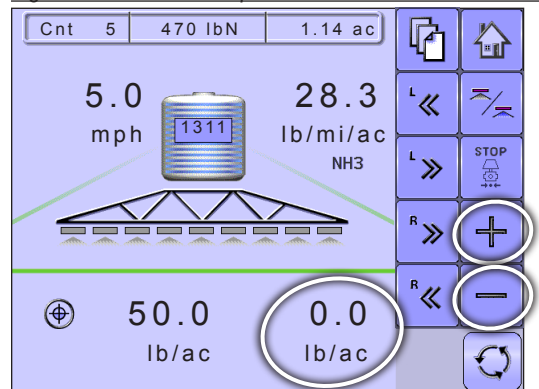 Cnt 5 470 lbN 1.14 ac
5.0 28.3
mph 1311 lb/mi/ac
NH3
50.0 0.0
lb/ac lb/ac
L
L STOP
R
R